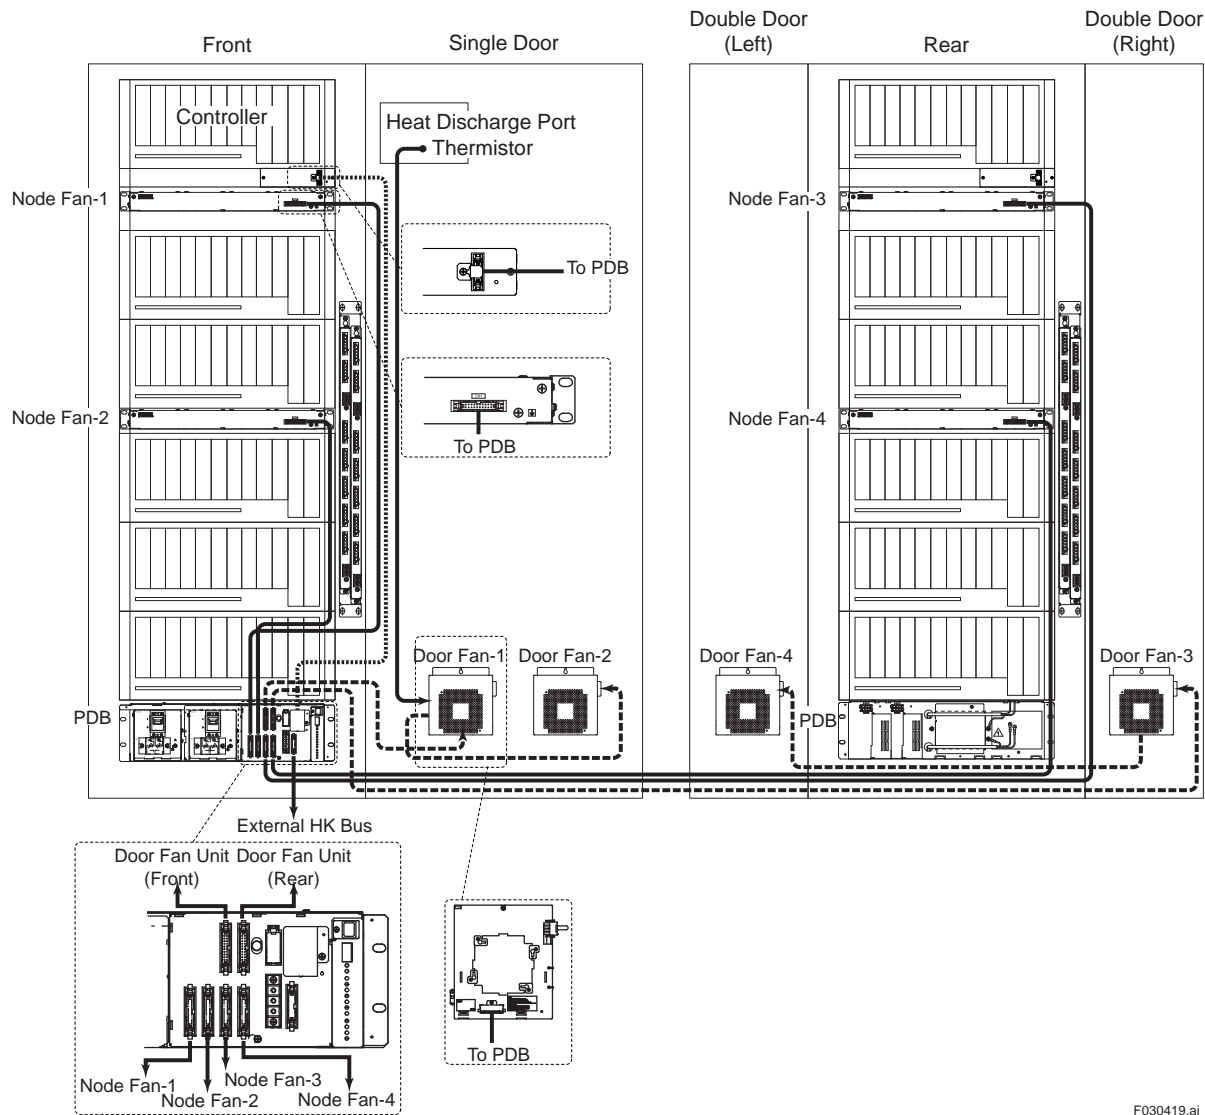 Double Door
(Left)
Double Door
(Right)
Front
Single Door
Rear
Controller
Heat Discharge Port
Thermistor
Node Fan-1
Node Fan-3
To PDB
Node Fan-2
Node Fan-4
To PDB
Door Fan-1
Door Fan-2
Door Fan-4
Door Fan-3
PDB
PDB
External HK Bus
Door Fan Unit
(Front)
Door Fan Unit
(Rear)
To PDB
Node Fan-1
Node Fan-2
Node Fan-3
Node Fan-4
F030419.ai